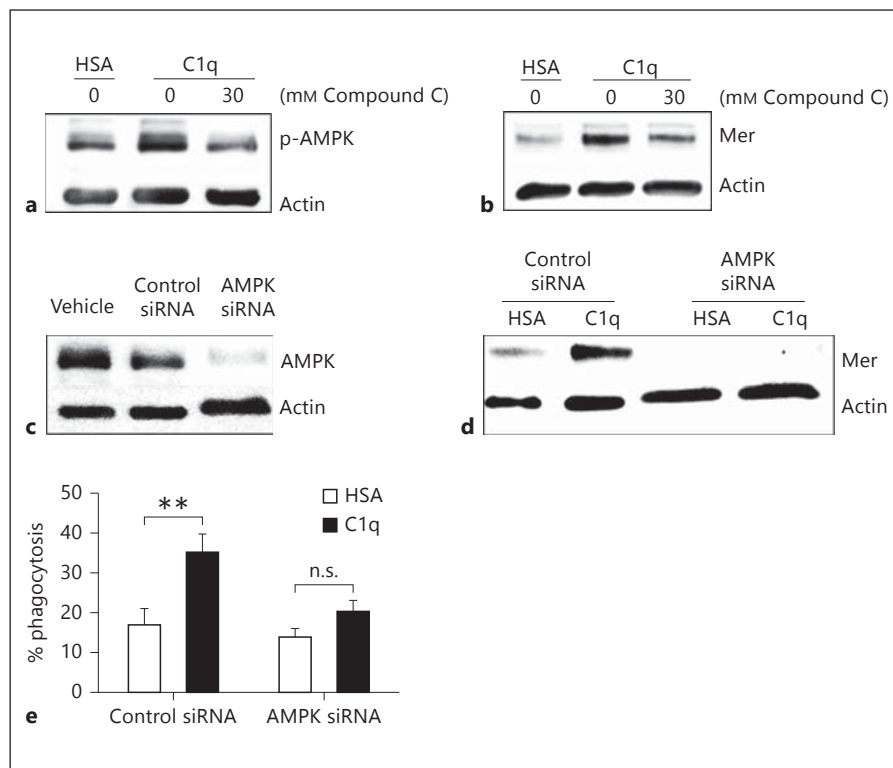 HSA C1q
0 0 30 (mM Compound C)
p-AMPK
Actin
a
HSA C1q
0 0 30 (mM Compound C)
Mer
Actin
b
Vehicle Control siRNA AMPK siRNA
AMPK
Actin
c
Control siRNA AMPK siRNA
HSA C1q HSA C1q
Mer
Actin
d
50
40
30
20
10
0
% phagocytosis
**
n.s.
HSA
C1q
Control siRNA AMPK siRNA
e